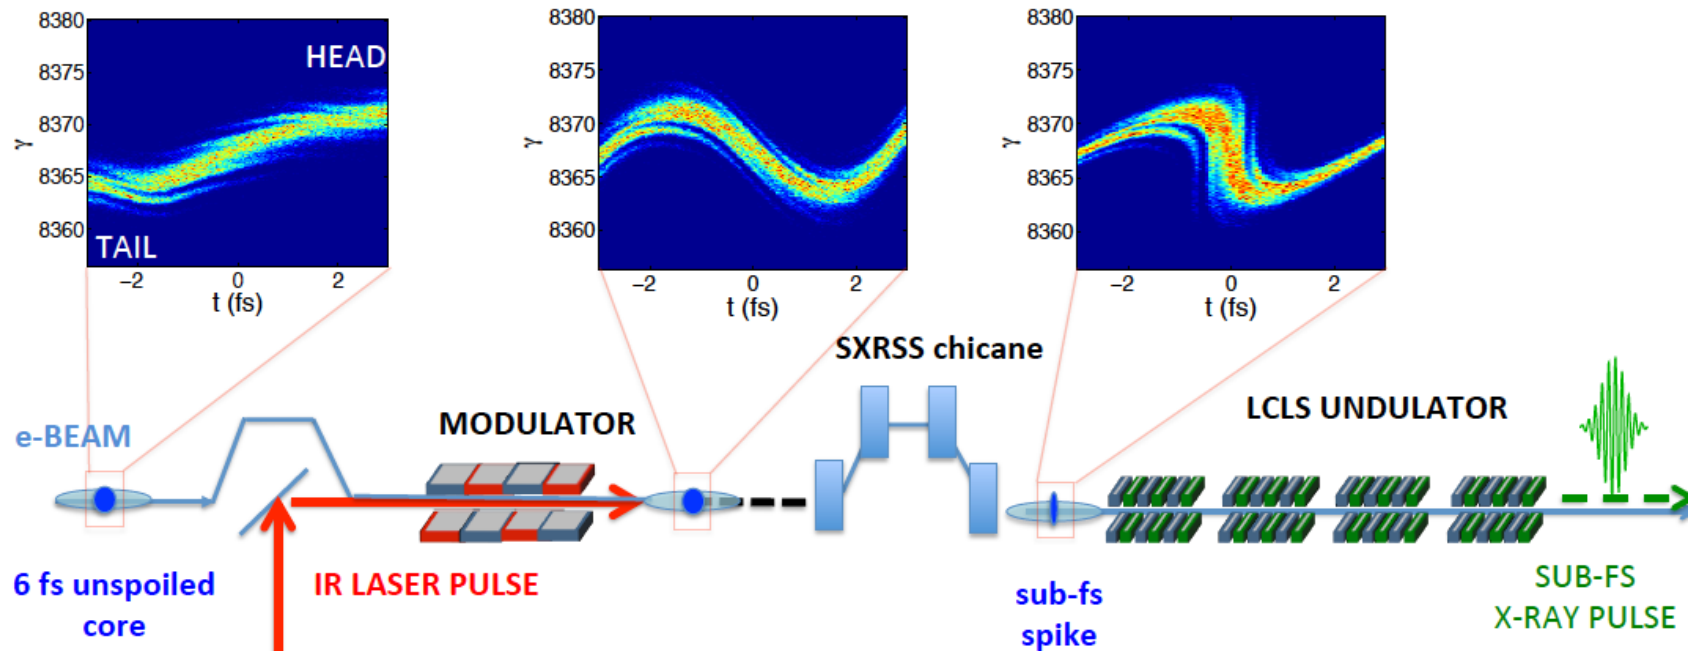 8380
8375
8370
8365
8360
γ
HEAD
TAIL
−2
0
2
t (fs)
8380
8375
8370
8365
8360
γ
−2
0
2
t (fs)
8380
8375
8370
8365
8360
γ
−2
0
2
t (fs)
SXRSS chicane
e-BEAM
MODULATOR
LCLS UNDULATOR
6 fs unspoiled
core
IR LASER PULSE
sub-fs
spike
SUB-FS
X-RAY PULSE